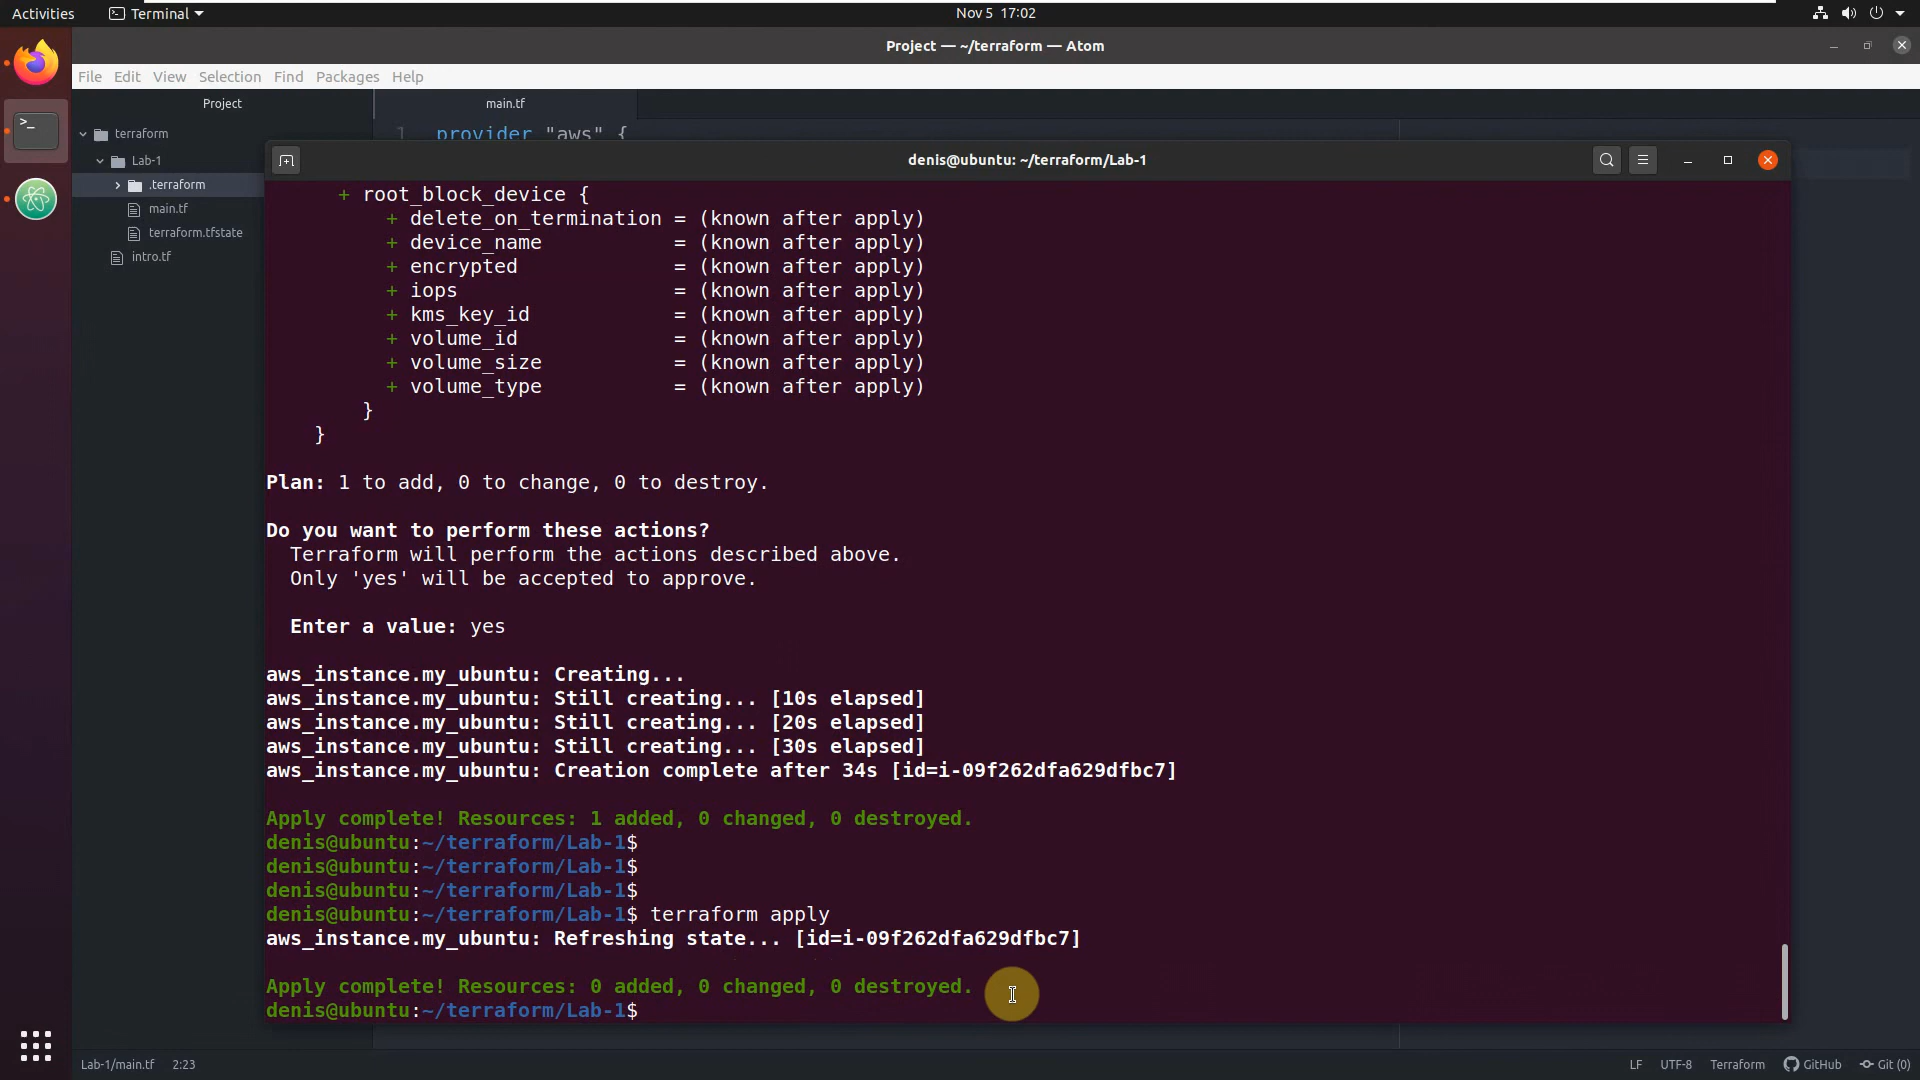 Activities
Terminal
Nov 5 17:02
Project — ~/terraform — Atom
File Edit View Selection Find Packages Help
Project
main.tf
terraform
1 provider "aws" {
Lab-1
.terraform
main.tf
terraform.tfstate
intro.tf
denis@ubuntu: ~/terraform/Lab-1
+ root_block_device {
+ delete_on_termination = (known after apply)
+ device_name = (known after apply)
+ encrypted = (known after apply)
+ iops = (known after apply)
+ kms_key_id = (known after apply)
+ volume_id = (known after apply)
+ volume_size = (known after apply)
+ volume_type = (known after apply)
}
}
Plan: 1 to add, 0 to change, 0 to destroy.
Do you want to perform these actions?
Terraform will perform the actions described above.
Only 'yes' will be accepted to approve.
Enter a value: yes
aws_instance.my_ubuntu: Creating...
aws_instance.my_ubuntu: Still creating... [10s elapsed]
aws_instance.my_ubuntu: Still creating... [20s elapsed]
aws_instance.my_ubuntu: Still creating... [30s elapsed]
aws_instance.my_ubuntu: Creation complete after 34s [id=i-09f262dfa629dfbc7]
Apply complete! Resources: 1 added, 0 changed, 0 destroyed.
denis@ubuntu:~/terraform/Lab-1$
denis@ubuntu:~/terraform/Lab-1$
denis@ubuntu:~/terraform/Lab-1$
denis@ubuntu:~/terraform/Lab-1$ terraform apply
aws_instance.my_ubuntu: Refreshing state... [id=i-09f262dfa629dfbc7]
Apply complete! Resources: 0 added, 0 changed, 0 destroyed.
denis@ubuntu:~/terraform/Lab-1$
Lab-1/main.tf 2:23
LF UTF-8 Terraform GitHub Git (0)